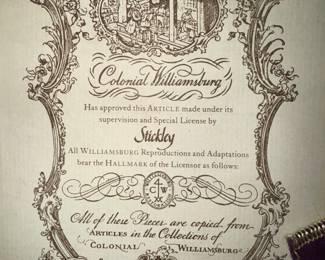 Colonial Williamsburg
Has approved this ARTICLE made under its
supervision and Special License by
Stickley
All WILLIAMSBURG Reproductions and Adaptations
bear the HALLMARK of the Licensor as follows:
C W
All of these Pieces are copied from
ARTICLES in the COLLECTIONS of
COLONIAL WILLIAMSBURG